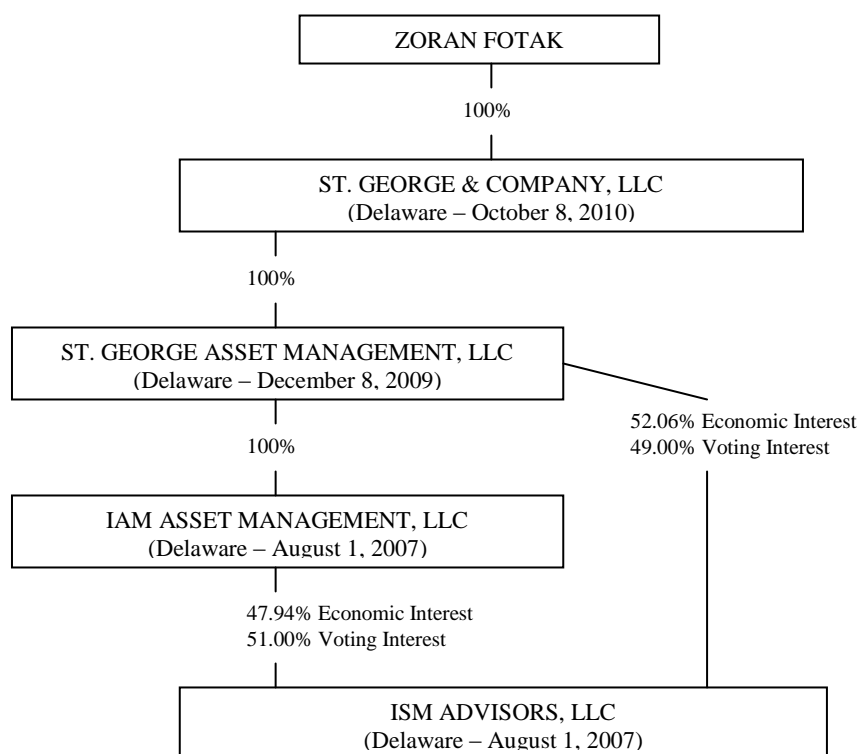 ZORAN FOTAK
100%
ST. GEORGE & COMPANY, LLC
(Delaware – October 8, 2010)
100%
ST. GEORGE ASSET MANAGEMENT, LLC
(Delaware – December 8, 2009)
52.06% Economic Interest
49.00% Voting Interest
100%
IAM ASSET MANAGEMENT, LLC
(Delaware – August 1, 2007)
47.94% Economic Interest
51.00% Voting Interest
ISM ADVISORS, LLC
(Delaware – August 1, 2007)